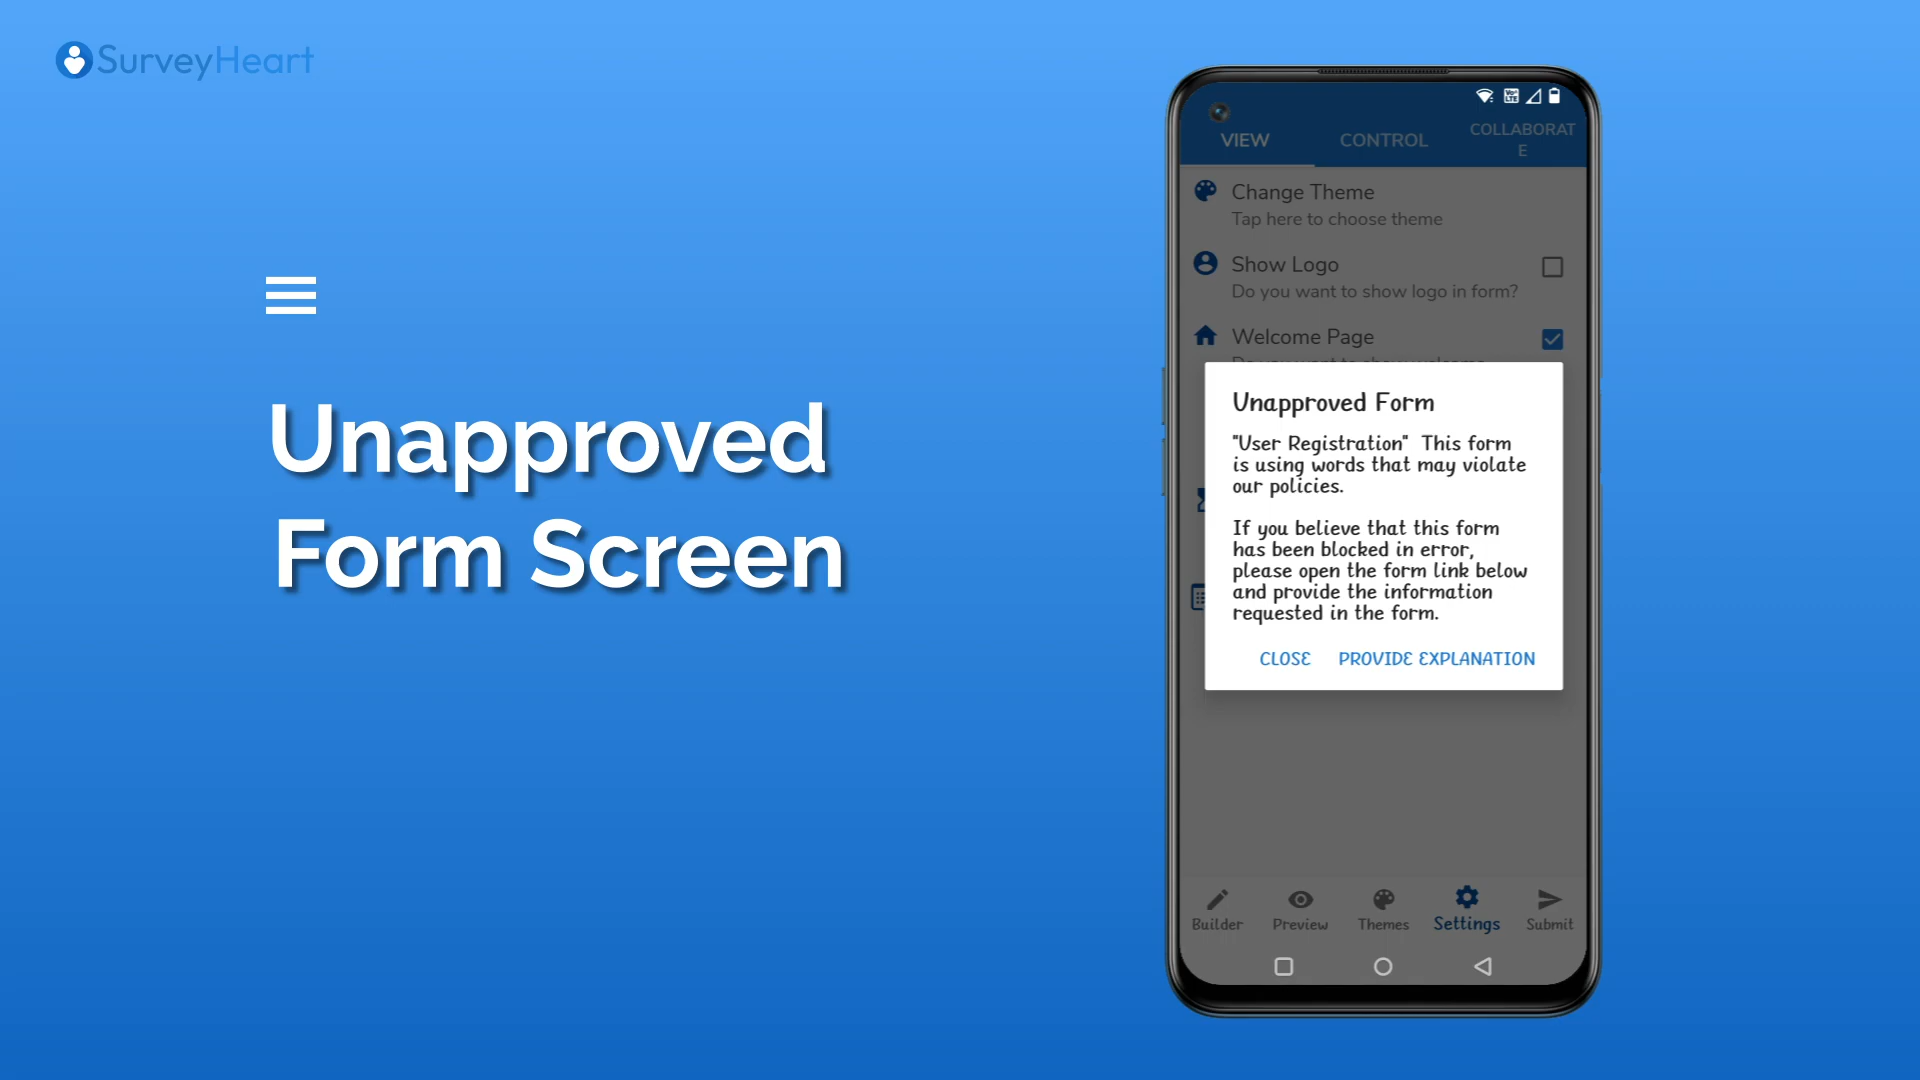 SurveyHeart
Unapproved
Form Screen
VIEW
CONTROL
COLLABORAT
E
Change Theme
Tap here to choose theme
Show Logo
Do you want to show logo in form?
Welcome Page
Unapproved Form
"User Registration"  This form
is using words that may violate
our policies.
If you believe that this form
has been blocked in error,
please open the form link below
and provide the information
requested in the form.
CLOSE
PROVIDE EXPLANATION
Builder
Preview
Themes
Settings
Submit